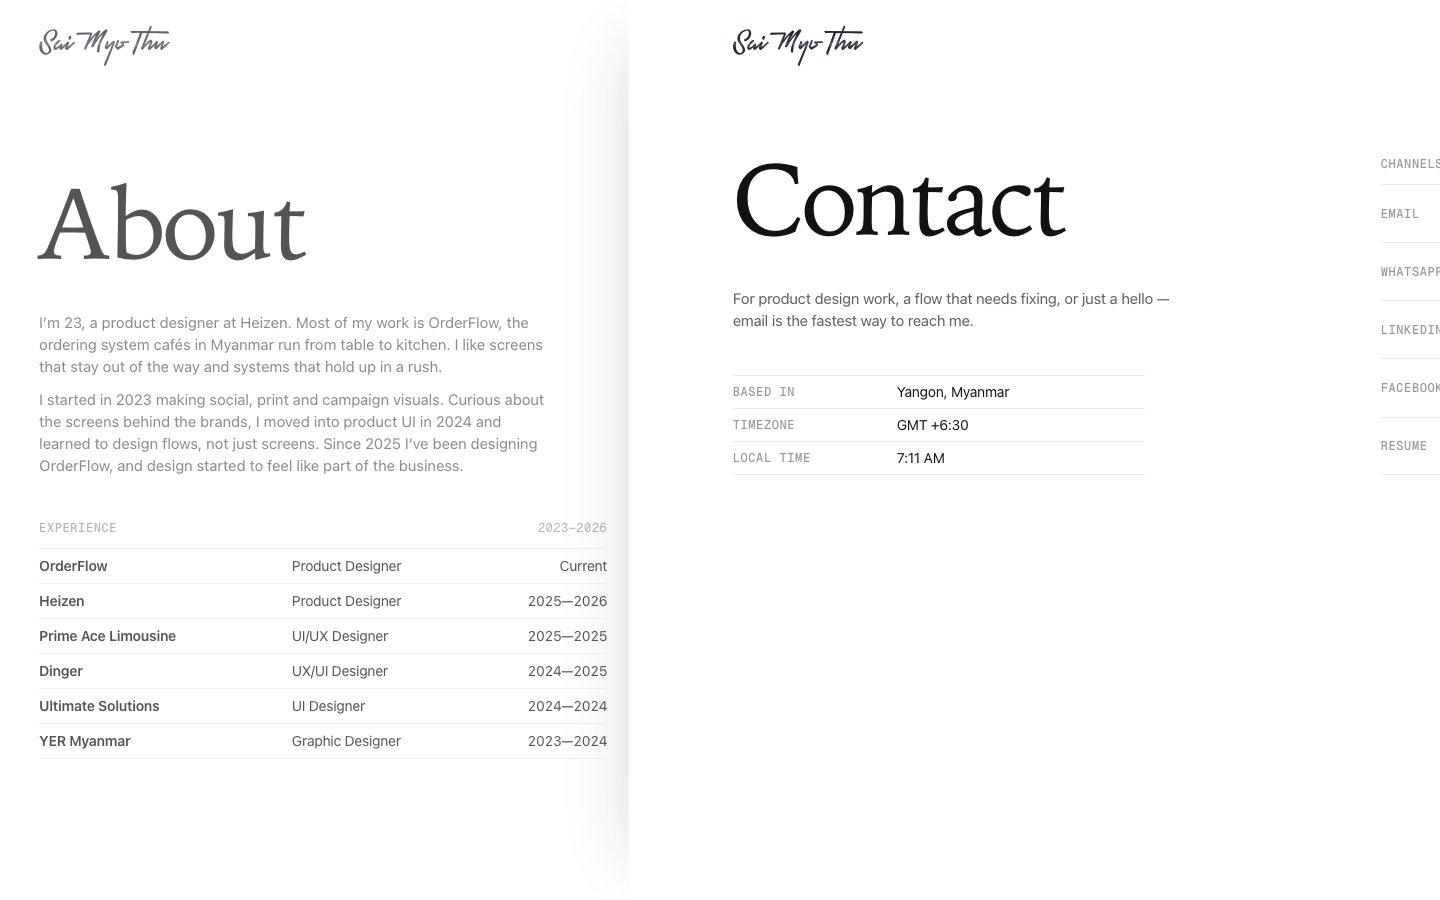 Sai Myo Thu
About
I’m 23, a product designer at Heizen. Most of my work is OrderFlow, the
ordering system cafés in Myanmar run from table to kitchen. I like screens
that stay out of the way and systems that hold up in a rush.
I started in 2023 making social, print and campaign visuals. Curious about
the screens behind the brands, I moved into product UI in 2024 and
learned to design flows, not just screens. Since 2025 I’ve been designing
OrderFlow, and design started to feel like part of the business.
EXPERIENCE 2023—2026
OrderFlow Product Designer Current
Heizen Product Designer 2025—2026
Prime Ace Limousine UI/UX Designer 2025—2025
Dinger UX/UI Designer 2024—2025
Ultimate Solutions UI Designer 2024—2024
YER Myanmar Graphic Designer 2023—2024
Sai Myo Thu
Contact
For product design work, a flow that needs fixing, or just a hello —
email is the fastest way to reach me.
BASED IN Yangon, Myanmar
TIMEZONE GMT +6:30
LOCAL TIME 7:11 AM
CHANNELS
EMAIL
WHATSAPP
LINKEDIN
FACEBOOK
RESUME